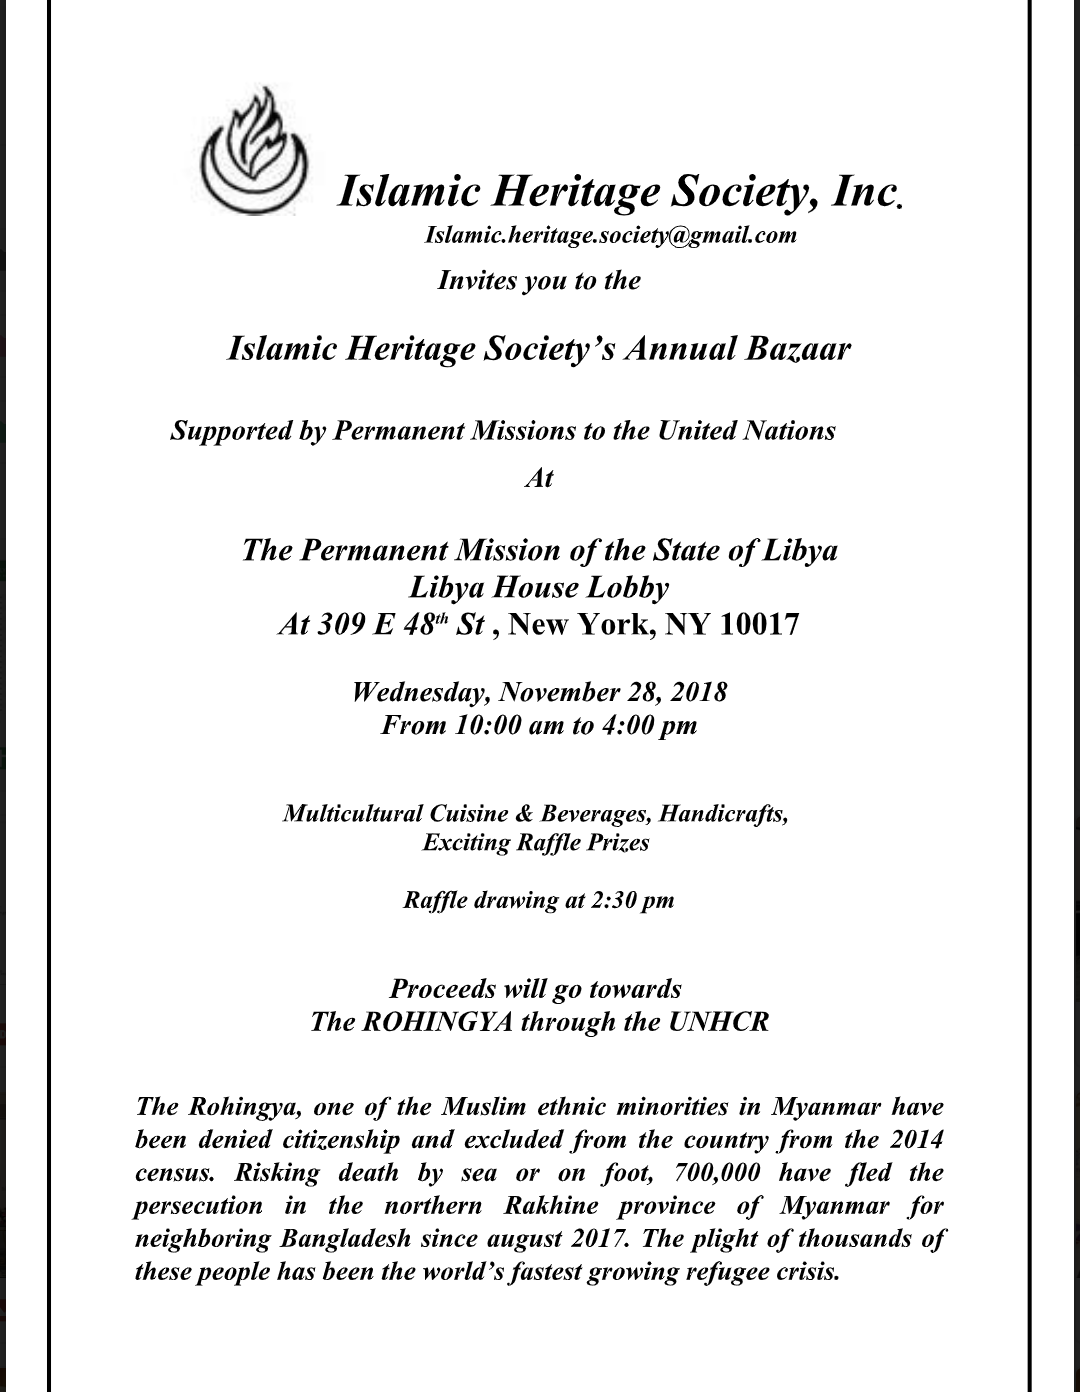 Islamic Heritage Society, Inc.
Islamic.heritage.society@gmail.com
Invites you to the
Islamic Heritage Society’s Annual Bazaar
Supported by Permanent Missions to the United Nations
At
The Permanent Mission of the State of Libya
Libya House Lobby
At 309 E 48th St , New York, NY 10017
Wednesday, November 28, 2018
From 10:00 am to 4:00 pm
Multicultural Cuisine & Beverages, Handicrafts,
Exciting Raffle Prizes
Raffle drawing at 2:30 pm
Proceeds will go towards
The ROHINGYA through the UNHCR
The Rohingya, one of the Muslim ethnic minorities in Myanmar have
been denied citizenship and excluded from the country from the 2014
census. Risking death by sea or on foot, 700,000 have fled the
persecution in the northern Rakhine province of Myanmar for
neighboring Bangladesh since august 2017. The plight of thousands of
these people has been the world’s fastest growing refugee crisis.